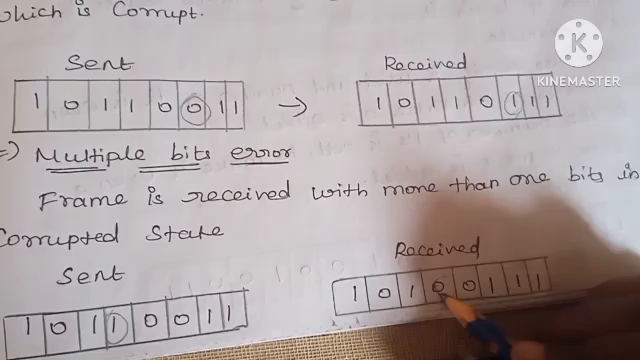 which is Corrupt.
K
KINEMASTER
Sent
Received
1 0 1 1 0 0 1 1 → 1 0 1 1 0 1 1 1
=) Multiple bits error
Frame is received with more than one bits in
Corrupted State
Sent
Received
1 0 1 1 0 0 1 1
1 0 1 0 0 1 1 1